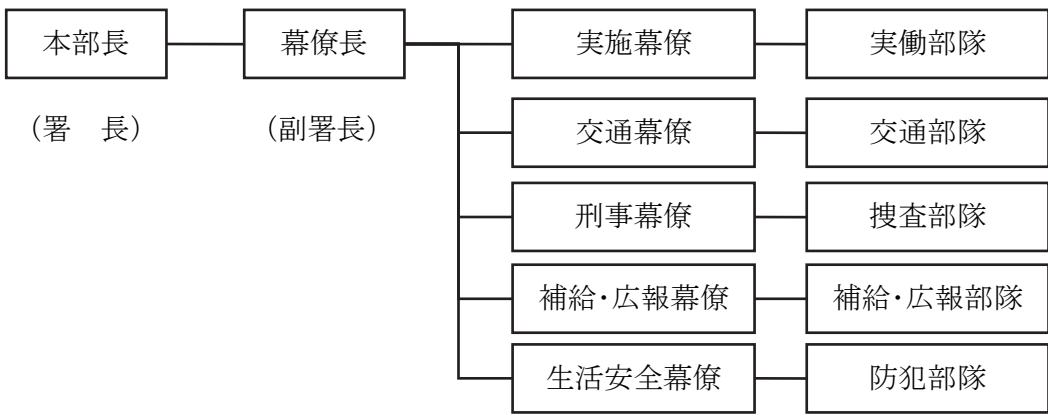 本部長 幕僚長 実施幕僚 実働部隊
（署　長） （副署長） 交通幕僚 交通部隊
刑事幕僚 捜査部隊
補給・広報幕僚 補給・広報部隊
生活安全幕僚 防犯部隊